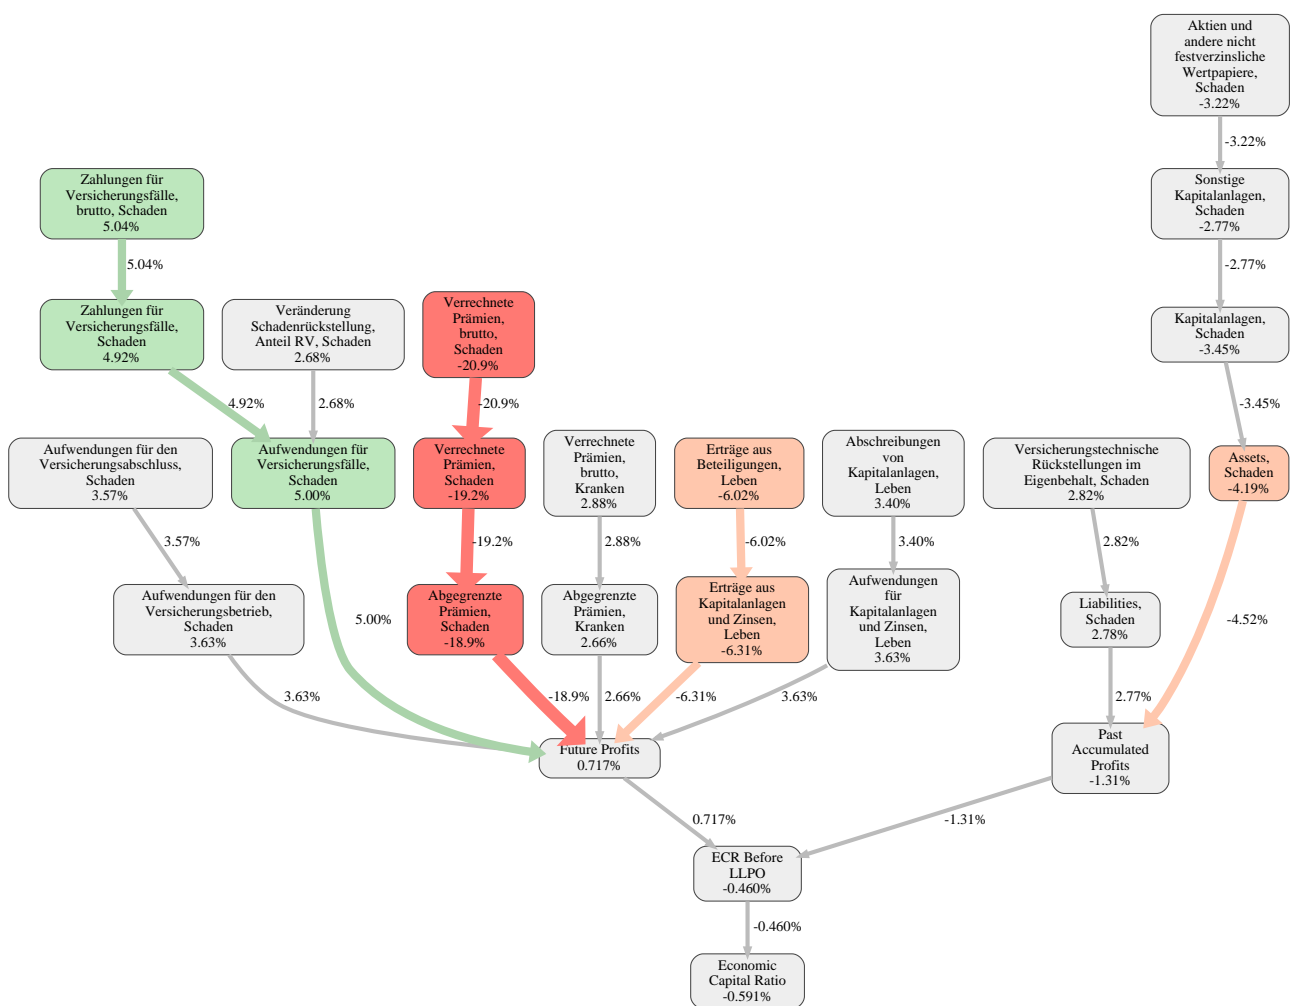 Aktien und
andere nicht
festverzinsliche
Wertpapiere,
Schaden
-3.22%
-3.22%
Zahlungen für
Versicherungsfälle,
brutto, Schaden
5.04%
Sonstige
Kapitalanlagen,
Schaden
-2.77%
5.04%
-2.77%
Zahlungen für
Versicherungsfälle,
Schaden
4.92%
Veränderung
Schadenrückstellung,
Anteil RV, Schaden
2.68%
Verrechnete
Prämien,
brutto,
Schaden
-20.9%
Kapitalanlagen,
Schaden
-3.45%
4.92%
2.68%
-20.9%
-3.45%
Aufwendungen für den
Versicherungsabschluss,
Schaden
3.57%
Aufwendungen für
Versicherungsfälle,
Schaden
5.00%
Verrechnete
Prämien,
Schaden
-19.2%
Verrechnete
Prämien,
brutto,
Kranken
2.88%
Erträge aus
Beteiligungen,
Leben
-6.02%
Abschreibungen
von
Kapitalanlagen,
Leben
3.40%
Versicherungstechnische
Rückstellungen im
Eigenbehalt, Schaden
2.82%
Assets,
Schaden
-4.19%
3.57%
-19.2%
2.88%
-6.02%
3.40%
2.82%
Aufwendungen für den
Versicherungsbetrieb,
Schaden
3.63%
5.00%
Abgegrenzte
Prämien,
Schaden
-18.9%
Abgegrenzte
Prämien,
Kranken
2.66%
Erträge aus
Kapitalanlagen
und Zinsen,
Leben
-6.31%
Aufwendungen
für
Kapitalanlagen
und Zinsen,
Leben
3.63%
Liabilities,
Schaden
2.78%
-4.52%
3.63%
-18.9%
2.66%
-6.31%
3.63%
2.77%
Future Profits
0.717%
Past
Accumulated
Profits
-1.31%
0.717%
-1.31%
ECR Before
LLPO
-0.460%
-0.460%
Economic
Capital Ratio
-0.591%